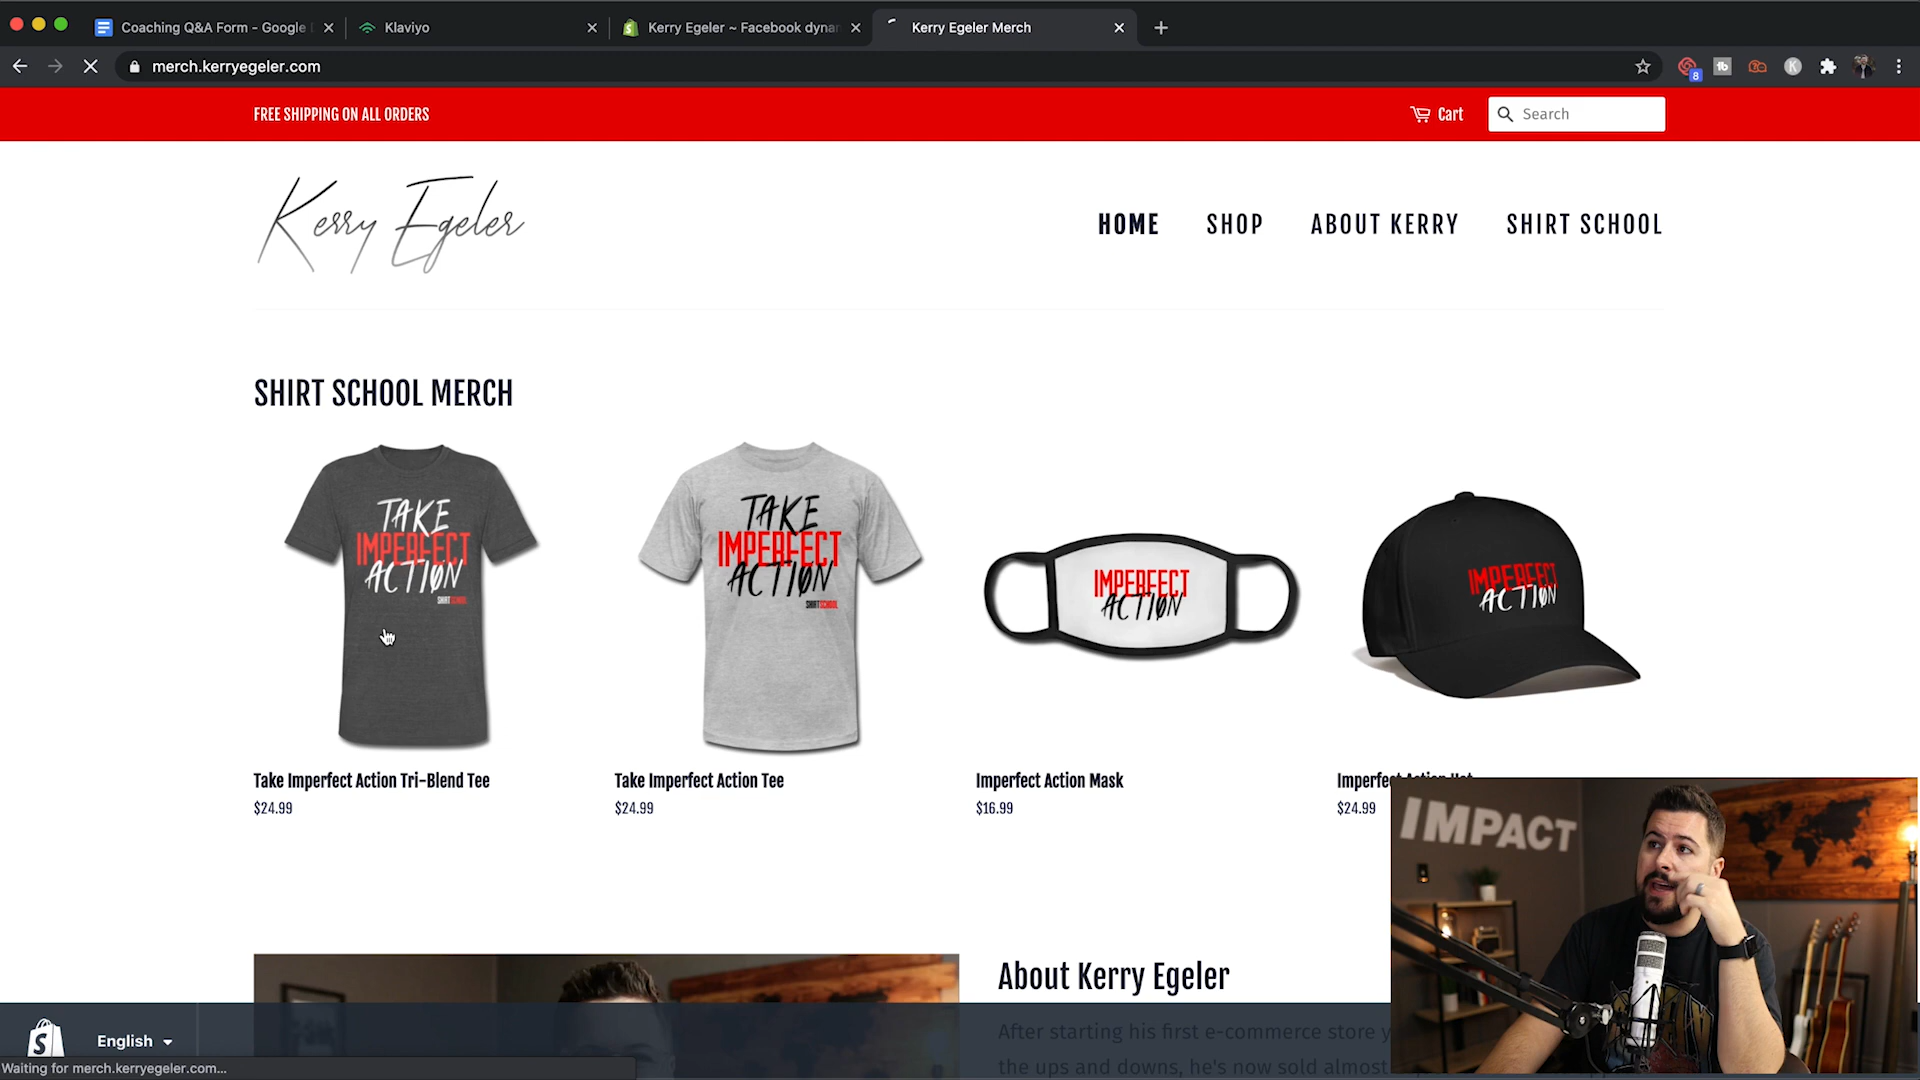 Coaching Q&A Form - Google
Klaviyo
Kerry Egeler ~ Facebook dynam
Kerry Egeler Merch
merch.kerryegeler.com
8
FREE SHIPPING ON ALL ORDERS
Cart
Search
Kerry Egeler
HOME
SHOP
ABOUT KERRY
SHIRT SCHOOL
SHIRT SCHOOL MERCH
TAKE
IMPERFECT
ACTION
SHIRTSCHOOL
TAKE
IMPERFECT
ACTION
SHIRTSCHOOL
IMPERFECT
ACTION
IMPERFECT
ACTION
Take Imperfect Action Tri-Blend Tee
$24.99
Take Imperfect Action Tee
$24.99
Imperfect Action Mask
$16.99
Imperfect Action Hat
$24.99
IMPACT
About Kerry Egeler
After starting his first e-commerce store y
the ups and downs, he's now sold almost
English
Waiting for merch.kerryegeler.com...